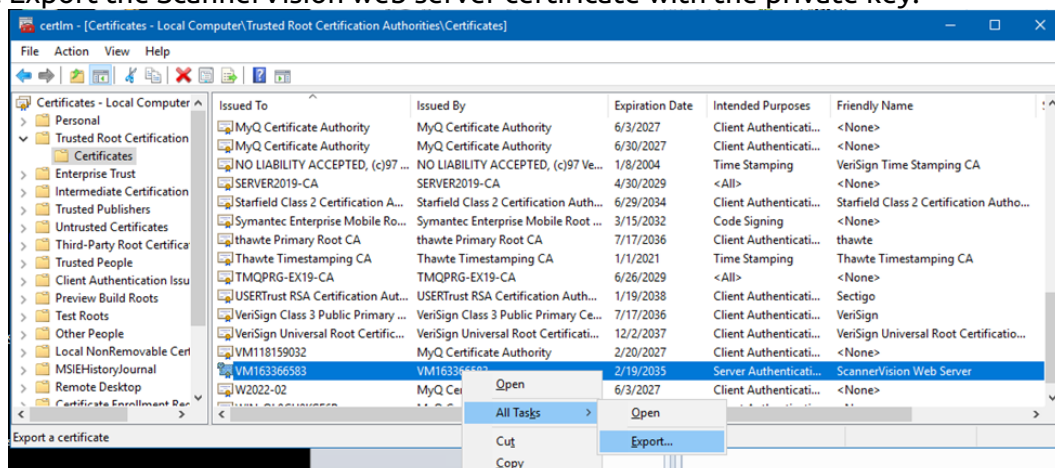 Export the ScannerVision web server certificate with the private key.
certlm - [Certificates - Local Computer\Trusted Root Certification Authorities\Certificates]
File Action View Help
Certificates - Local Computer
Personal
Trusted Root Certification
Certificates
Enterprise Trust
Intermediate Certification
Trusted Publishers
Untrusted Certificates
Third-Party Root Certifica
Trusted People
Client Authentication Issu
Preview Build Roots
Test Roots
Other People
Local NonRemovable Cert
MSIEHistoryJournal
Remote Desktop
Certificate Enrollment Req
Issued To Issued By Expiration Date Intended Purposes Friendly Name
MyQ Certificate Authority MyQ Certificate Authority 6/3/2027 Client Authenticati... <None>
MyQ Certificate Authority MyQ Certificate Authority 6/30/2027 Client Authenticati... <None>
NO LIABILITY ACCEPTED, (c)97 ... NO LIABILITY ACCEPTED, (c)97 Ve... 1/8/2004 Time Stamping VeriSign Time Stamping CA
SERVER2019-CA SERVER2019-CA 4/30/2029 <All> <None>
Starfield Class 2 Certification A... Starfield Class 2 Certification Auth... 6/29/2034 Client Authenticati... Starfield Class 2 Certification Autho...
Symantec Enterprise Mobile Ro... Symantec Enterprise Mobile Root ... 3/15/2032 Code Signing <None>
thawte Primary Root CA thawte Primary Root CA 7/17/2036 Client Authenticati... thawte
Thawte Timestamping CA Thawte Timestamping CA 1/1/2021 Time Stamping Thawte Timestamping CA
TMQPRG-EX19-CA TMQPRG-EX19-CA 6/26/2029 <All> <None>
USERTrust RSA Certification Aut... USERTrust RSA Certification Auth... 1/19/2038 Client Authenticati... Sectigo
VeriSign Class 3 Public Primary ... VeriSign Class 3 Public Primary Ce... 7/17/2036 Client Authenticati... VeriSign
VeriSign Universal Root Certific... VeriSign Universal Root Certificati... 12/2/2037 Client Authenticati... VeriSign Universal Root Certificatio...
VM118159032 MyQ Certificate Authority 2/20/2027 Client Authenticati... <None>
VM163366583 VM163366583 2/19/2035 Server Authenticati... ScannerVision Web Server
W2022-02 MyQ Cer 6/3/2027 Client Authenticati... <None>
Open
All Tasks
Cut
Copy
Open
Export...
Export a certificate